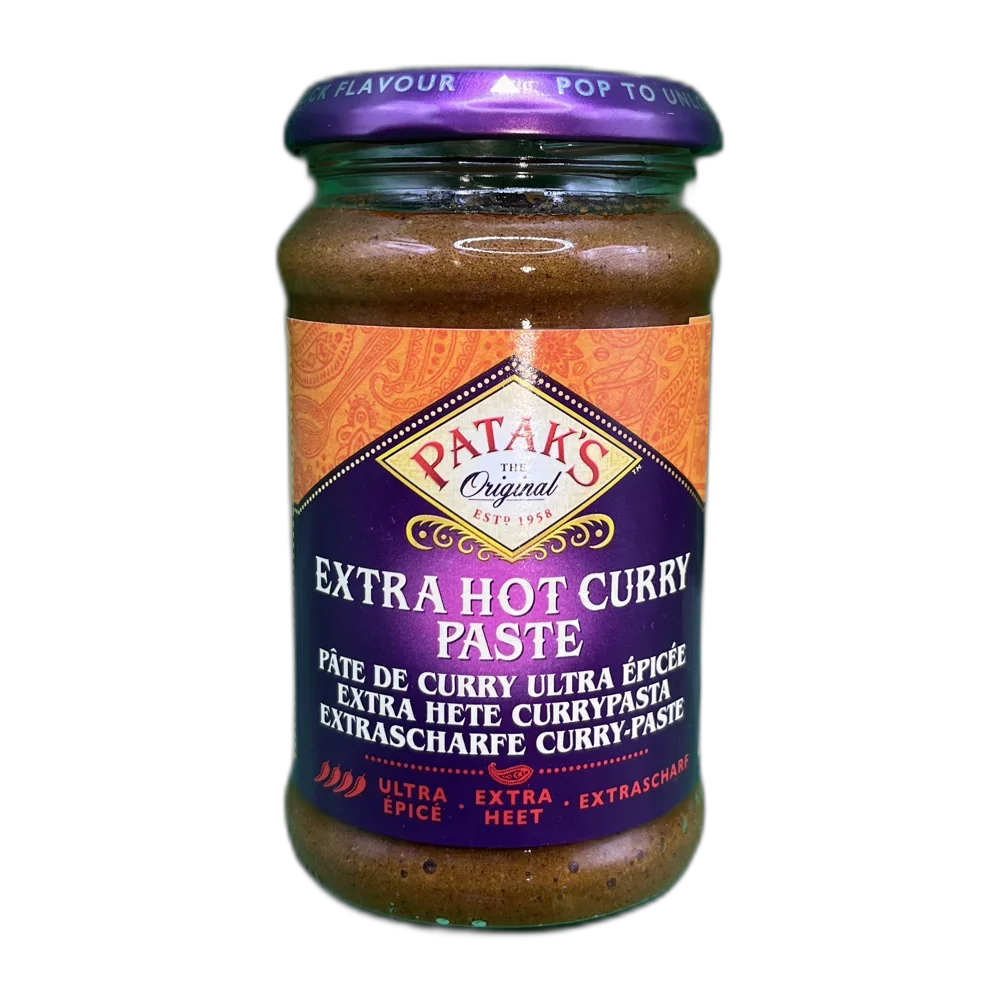 FLAVOUR POP TO
PATAK'S
TM
THE
Original
ESTD 1958
EXTRA HOT CURRY
PASTE
PÂTE DE CURRY ULTRA ÉPICÉE
EXTRA HETE CURRYPASTA
EXTRASCHARFE CURRY-PASTE
ULTRA ÉPICÉ · EXTRA HEET · EXTRASCHARF